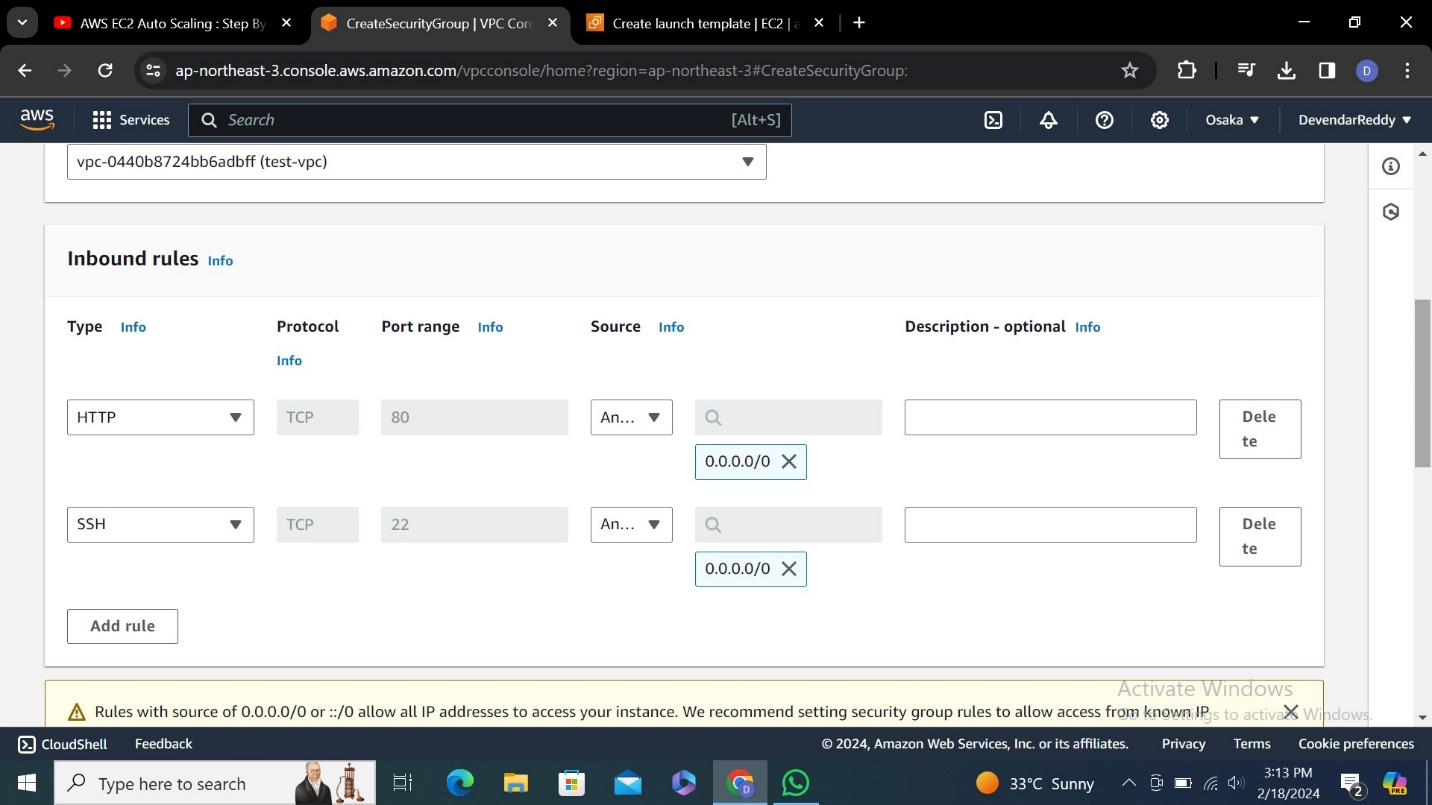 AWS EC2 Auto Scaling : Step By
CreateSecurityGroup | VPC Con
Create launch template | EC2 | a
ap-northeast-3.console.aws.amazon.com/vpcconsole/home?region=ap-northeast-3#CreateSecurityGroup:
D
aws
Services
Search
[Alt+S]
Osaka
DevendarReddy
vpc-0440b8724bb6adbff (test-vpc)
Inbound rules Info
Type Info
Protocol
Info
Port range Info
Source Info
Description - optional Info
HTTP
TCP
80
An...
0.0.0.0/0
Dele
te
SSH
TCP
22
An...
0.0.0.0/0
Dele
te
Add rule
Rules with source of 0.0.0.0/0 or ::/0 allow all IP addresses to access your instance. We recommend setting security group rules to allow access from known IP
Activate Windows
Go to Settings to activate Windows.
CloudShell
Feedback
© 2024, Amazon Web Services, Inc. or its affiliates.
Privacy
Terms
Cookie preferences
Type here to search
33°C Sunny
3:13 PM
2/18/2024
2
PRE